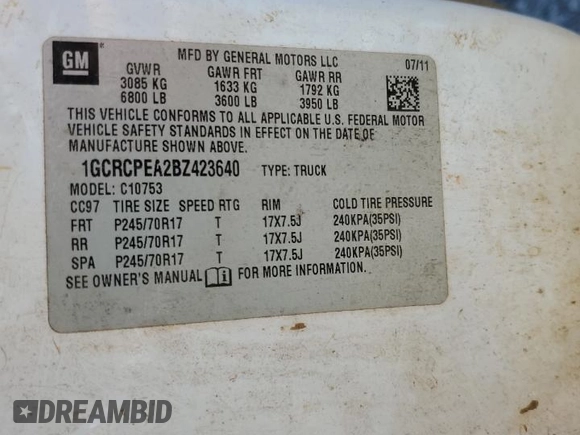 GM
MFD BY GENERAL MOTORS LLC 07/11
GVWR GAWR FRT GAWR RR
3085 KG 1633 KG 1792 KG
6800 LB 3600 LB 3950 LB
THIS VEHICLE CONFORMS TO ALL APPLICABLE U.S. FEDERAL MOTOR
VEHICLE SAFETY STANDARDS IN EFFECT ON THE DATE OF
MANUFACTURE SHOWN ABOVE.
1GCRCPEA2BZ423640 TYPE: TRUCK
MODEL: C10753
CC97 TIRE SIZE SPEED RTG RIM COLD TIRE PRESSURE
FRT P245/70R17 T 17X7.5J 240KPA(35PSI)
RR P245/70R17 T 17X7.5J 240KPA(35PSI)
SPA P245/70R17 T 17X7.5J 240KPA(35PSI)
SEE OWNER'S MANUAL FOR MORE INFORMATION.
DREAMBID